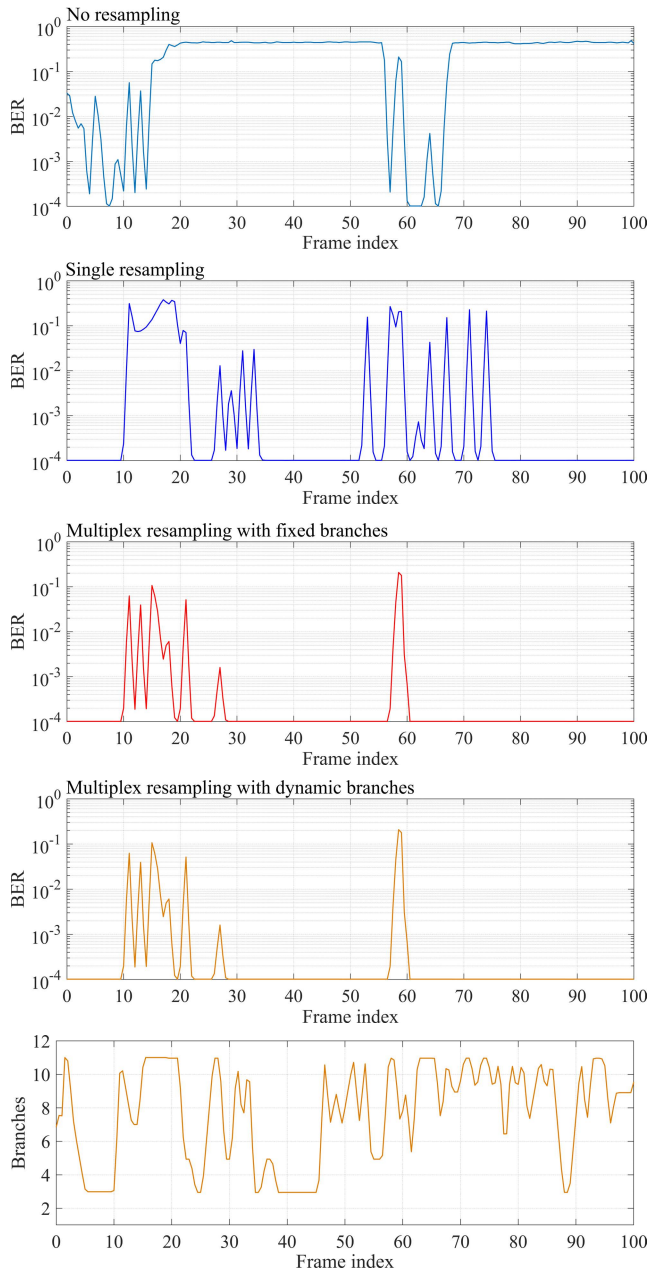 No resampling
10^0
10^-1
10^-2
10^-3
10^-4
BER
0 10 20 30 40 50 60 70 80 90 100
Frame index
Single resampling
10^0
10^-1
10^-2
10^-3
10^-4
BER
0 10 20 30 40 50 60 70 80 90 100
Frame index
Multiplex resampling with fixed branches
10^0
10^-1
10^-2
10^-3
10^-4
BER
0 10 20 30 40 50 60 70 80 90 100
Frame index
Multiplex resampling with dynamic branches
10^0
10^-1
10^-2
10^-3
10^-4
BER
0 10 20 30 40 50 60 70 80 90 100
Frame index
12
10
8
6
4
2
Branches
0 10 20 30 40 50 60 70 80 90 100
Frame index